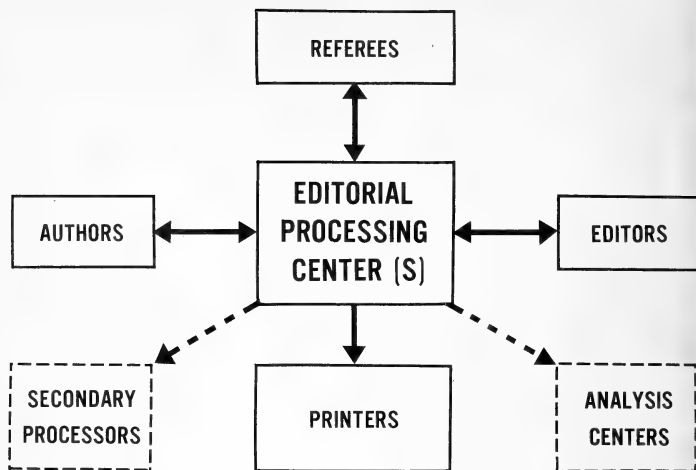 REFEREES
EDITORIAL
PROCESSING
CENTER (S)
AUTHORS
EDITORS
SECONDARY
PROCESSORS
PRINTERS
ANALYSIS
CENTERS